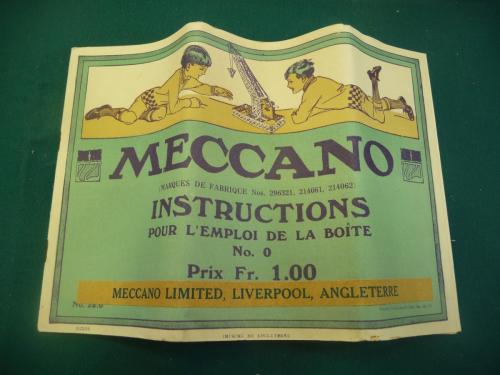 MECCANO
(MARQUES DE FABRIQUE Nos. 296321, 214061, 214062)
INSTRUCTIONS
POUR L'EMPLOI DE LA BOÎTE
No. 0
Prix Fr. 1.00
MECCANO LIMITED, LIVERPOOL, ANGLETERRE
IMPRIMÉ EN ANGLETERRE